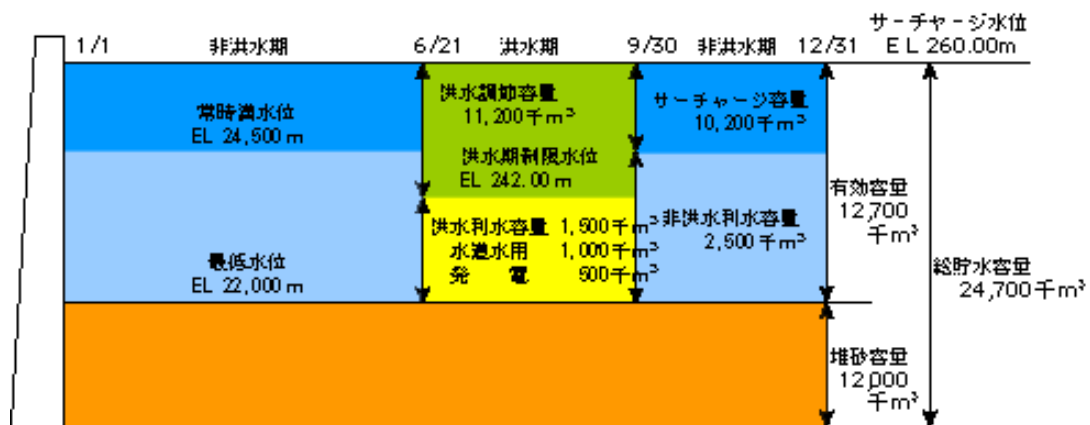 サーチャージ水位
1/1 非洪水期 6/21 洪水期 9/30 非洪水期 12/31 EL 260.00m
洪水調節容量
11,200千m³
サーチャージ容量
10,200千m³
常時満水位
EL 24,500 m
洪水期制限水位
EL 242.00 m
有効容量
12,700
千m³
洪水利水容量 1,500千m³
水道水用 1,000千m³
発電 500千m³
非洪水利水容量
2,500千m³
最低水位
EL 22,000 m
総貯水容量
24,700千m³
堆砂容量
12,000
千m³